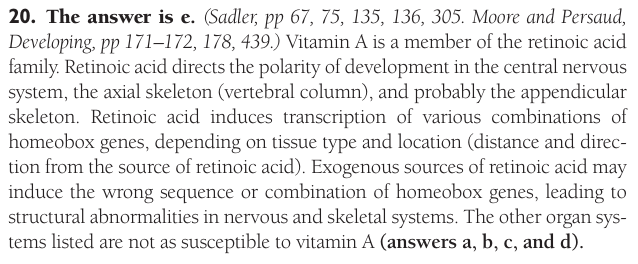 20. The answer is e. (Sadler, pp 67, 75, 135, 136, 305. Moore and Persaud,
Developing, pp 171–172, 178, 439.) Vitamin A is a member of the retinoic acid
family. Retinoic acid directs the polarity of development in the central nervous
system, the axial skeleton (vertebral column), and probably the appendicular
skeleton. Retinoic acid induces transcription of various combinations of
homeobox genes, depending on tissue type and location (distance and direc-
tion from the source of retinoic acid). Exogenous sources of retinoic acid may
induce the wrong sequence or combination of homeobox genes, leading to
structural abnormalities in nervous and skeletal systems. The other organ sys-
tems listed are not as susceptible to vitamin A (answers a, b, c, and d).